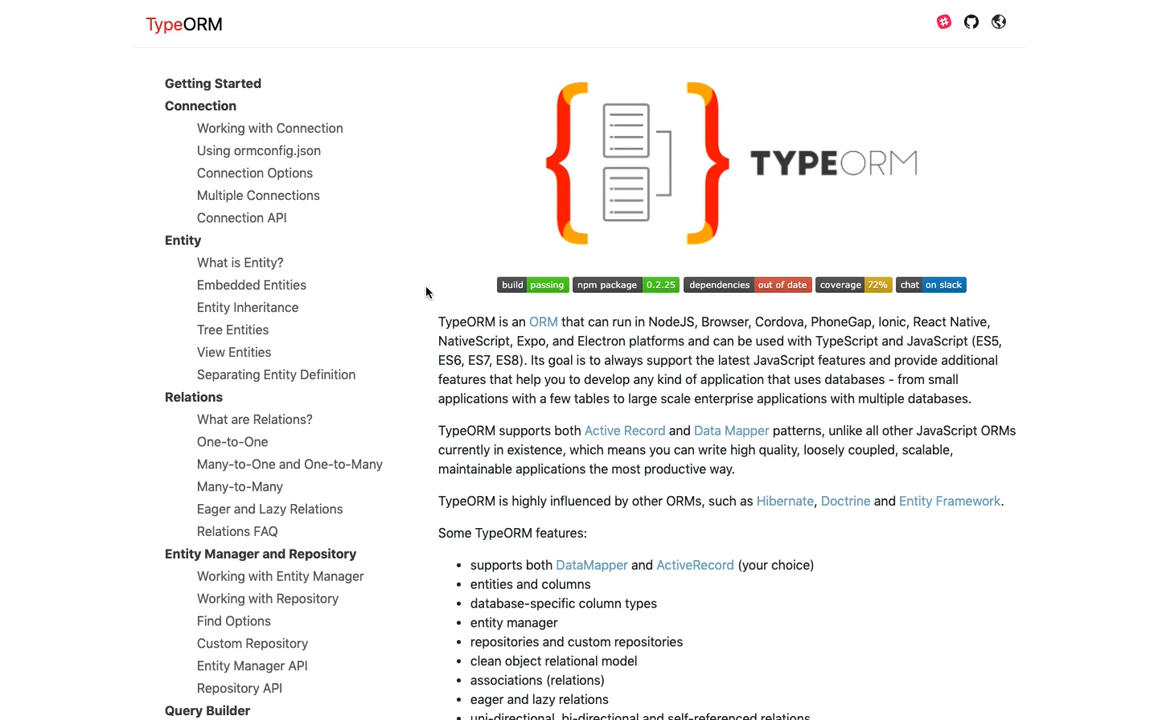 TypeORM
Getting Started
Connection
Working with Connection
Using ormconfig.json
Connection Options
Multiple Connections
Connection API
Entity
What is Entity?
Embedded Entities
Entity Inheritance
Tree Entities
View Entities
Separating Entity Definition
Relations
What are Relations?
One-to-One
Many-to-One and One-to-Many
Many-to-Many
Eager and Lazy Relations
Relations FAQ
Entity Manager and Repository
Working with Entity Manager
Working with Repository
Find Options
Custom Repository
Entity Manager API
Repository API
Query Builder
TYPEORM
build passing npm package 0.2.25 dependencies out of date coverage 72% chat on slack
TypeORM is an ORM that can run in NodeJS, Browser, Cordova, PhoneGap, Ionic, React Native,
NativeScript, Expo, and Electron platforms and can be used with TypeScript and JavaScript (ES5,
ES6, ES7, ES8). Its goal is to always support the latest JavaScript features and provide additional
features that help you to develop any kind of application that uses databases - from small
applications with a few tables to large scale enterprise applications with multiple databases.
TypeORM supports both Active Record and Data Mapper patterns, unlike all other JavaScript ORMs
currently in existence, which means you can write high quality, loosely coupled, scalable,
maintainable applications the most productive way.
TypeORM is highly influenced by other ORMs, such as Hibernate, Doctrine and Entity Framework.
Some TypeORM features:
• supports both DataMapper and ActiveRecord (your choice)
• entities and columns
• database-specific column types
• entity manager
• repositories and custom repositories
• clean object relational model
• associations (relations)
• eager and lazy relations
• uni-directional, bi-directional and self-referenced relations